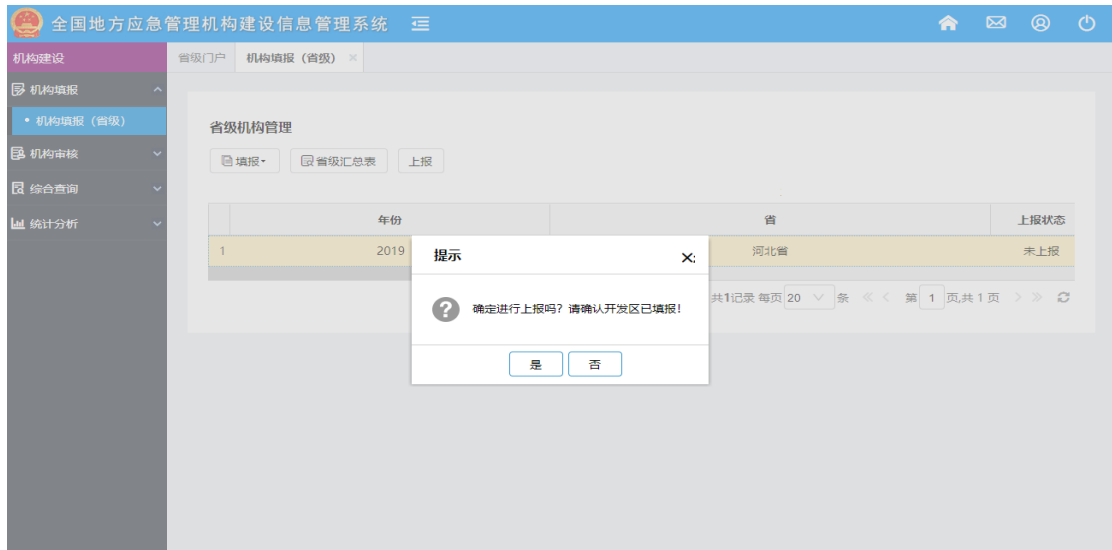 全国地方应急管理机构建设信息管理系统
机构建设
省级门户 机构填报（省级） ×
机构填报
• 机构填报（省级）
机构审核
综合查询
统计分析
省级机构管理
填报 省级汇总表 上报
年份 省 上报状态
1 2019 河北省 未上报
提示
确定进行上报吗？请确认开发区已填报！
是 否
共1记录 每页 20 条 第 1 页,共 1 页